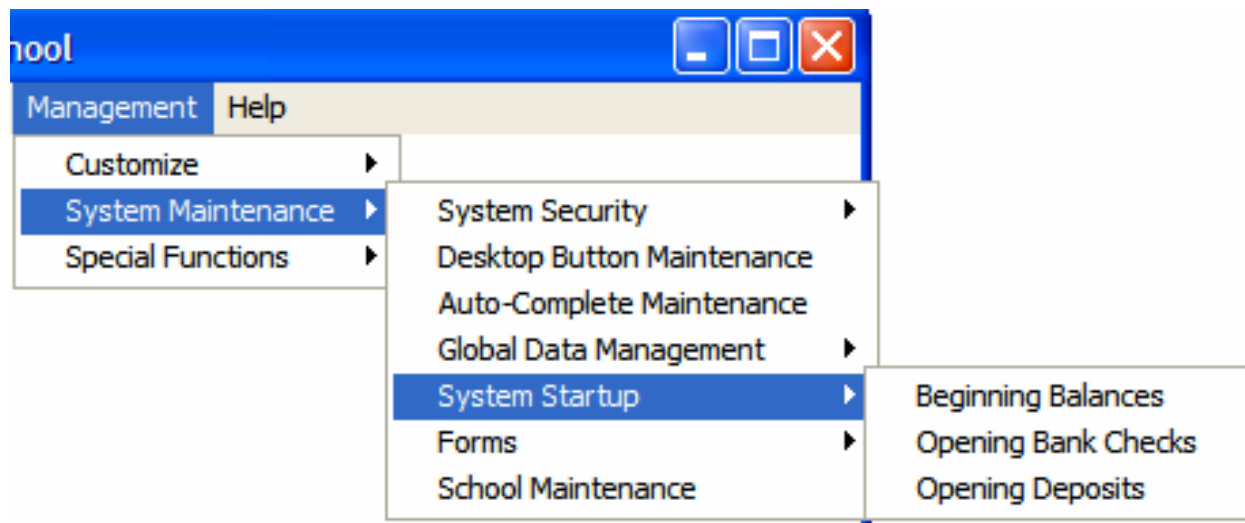 Management Help
Customize
System Maintenance
Special Functions
System Security
Desktop Button Maintenance
Auto-Complete Maintenance
Global Data Management
System Startup
Forms
School Maintenance
Beginning Balances
Opening Bank Checks
Opening Deposits